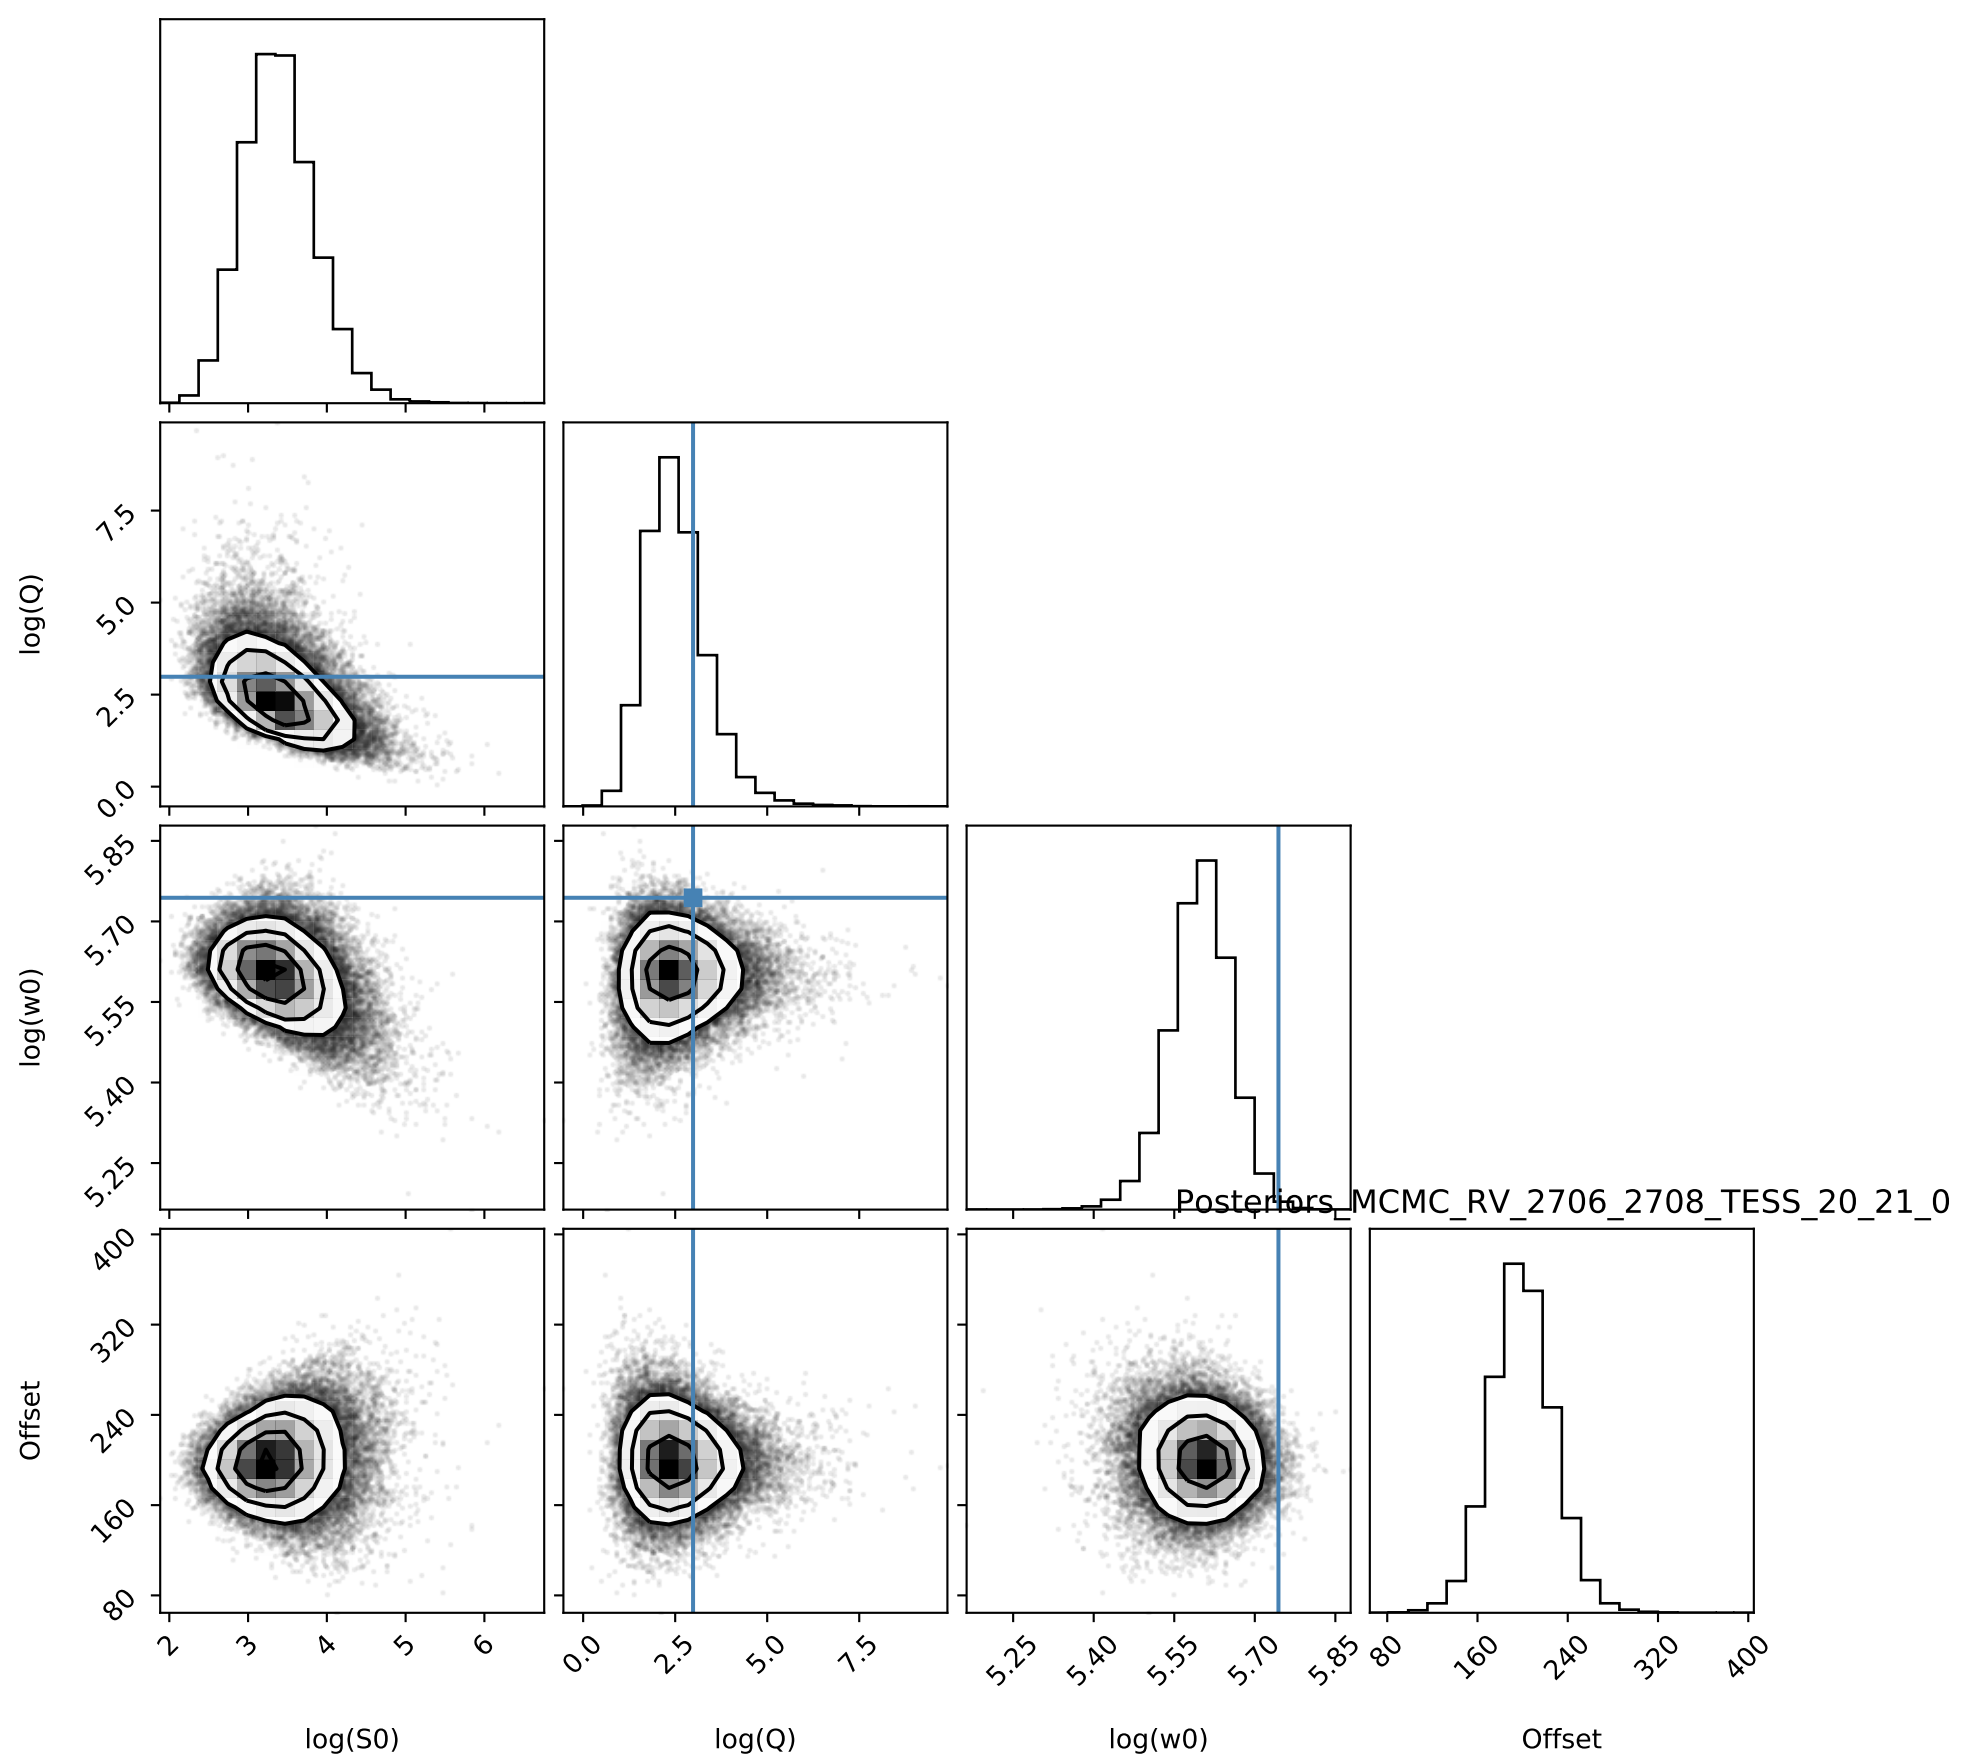 log(Q)
7.5
5.0
2.5
0.0
log(w0)
5.85
5.70
5.55
5.40
5.25
Posteriors_MCMC_RV_2706_2708_TESS_20_21_0
Offset
400
320
240
160
80
2 3 4 5 6
0.0 2.5 5.0 7.5
5.25 5.40 5.55 5.70 5.85
80 160 240 320 400
log(S0) log(Q) log(w0) Offset